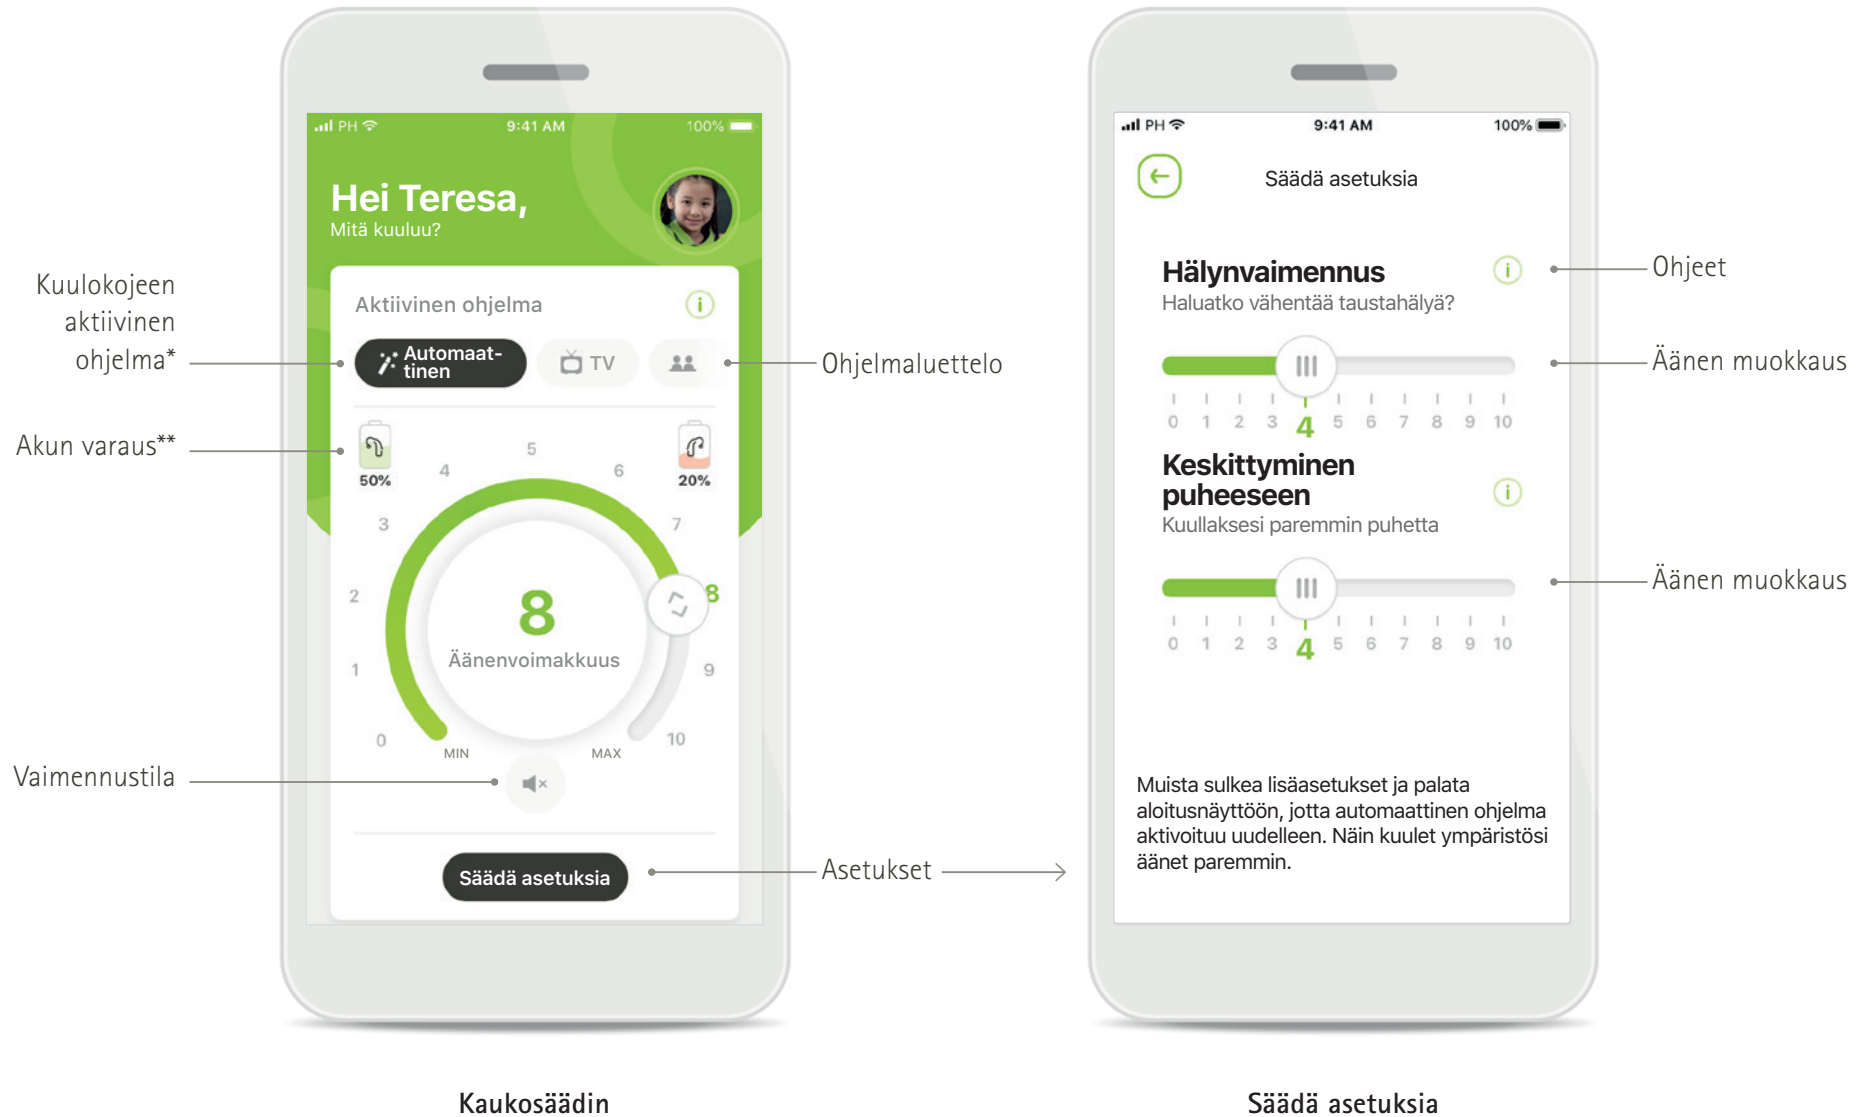 PH
9:41 AM
100%
Hei Teresa,
Mitä kuuluu?
Aktiivinen ohjelma
i
Automaat-
tinen
TV
50%
20%
0
1
2
3
4
5
6
7
8
9
10
8
Äänenvoimakkuus
MIN
MAX
Säädä asetuksia
Kuulokojeen
aktiivinen
ohjelma*
Akun varaus**
Vaimennustila
Ohjelmaluettelo
Asetukset
Kaukosäädin
PH
9:41 AM
100%
Säädä asetuksia
Hälynvaimennus
i
Haluatko vähentää taustahälyä?
0 1 2 3 4 5 6 7 8 9 10
Keskittyminen
puheeseen
i
Kuullaksesi paremmin puhetta
0 1 2 3 4 5 6 7 8 9 10
Muista sulkea lisäasetukset ja palata
aloitusnäyttöön, jotta automaattinen ohjelma
aktivoituu uudelleen. Näin kuulet ympäristösi
äänet paremmin.
Ohjeet
Äänen muokkaus
Äänen muokkaus
Säädä asetuksia